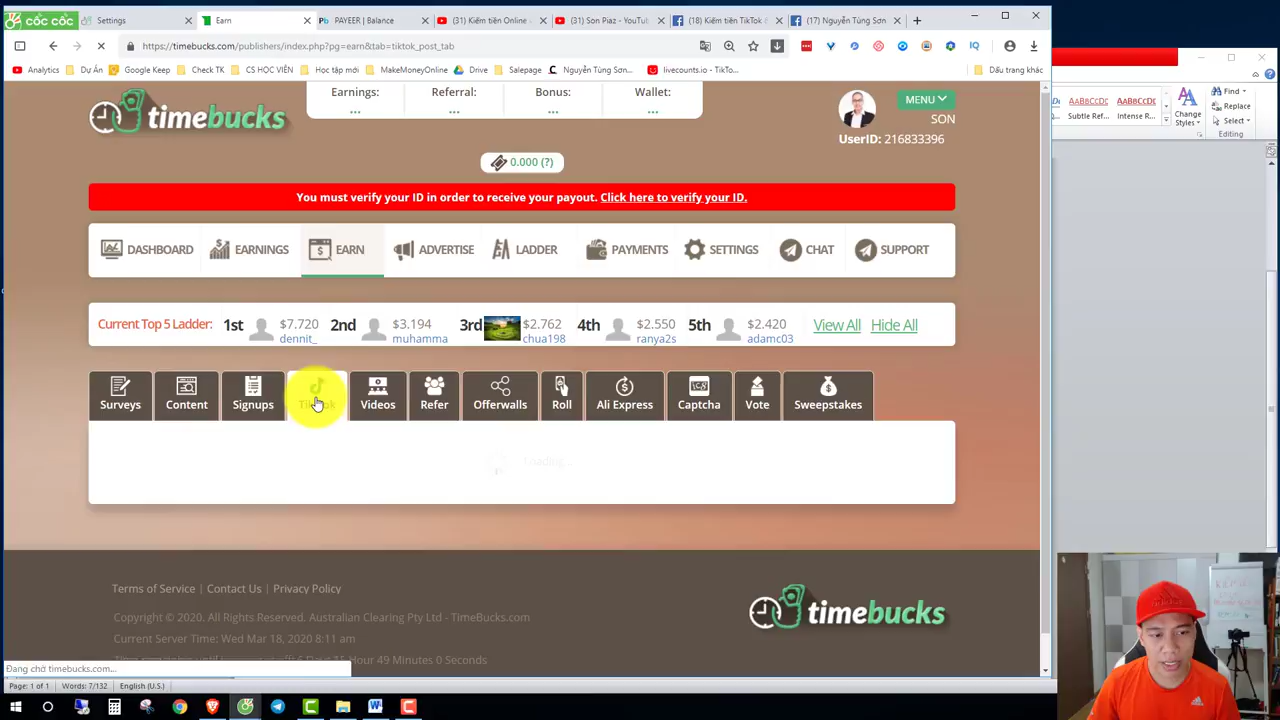 cốc cốc
Settings
Earn
PAYEER | Balance
(31) Kiếm tiền Online
(31) Son Piaz - YouTube
(18) Kiếm tiền TikTok
(17) Nguyễn Tùng Sơn
https://timebucks.com/publishers/index.php?pg=earn&tab=tiktok_post_tab
Analytics
Dự Án
Google Keep
Check TK
CS HỌC VIÊN
Học tập mới
MakeMoneyOnline
Drive
Salepage
Nguyễn Tùng Sơn...
livecounts.io - TikTo...
Dấu trang khác
Find
Replace
Select
Editing
AaBbCcDc
AaBbCcDc
Subtle Ref...
Intense R...
Change
Styles
timebucks
Earnings:
...
Referral:
...
Bonus:
...
Wallet:
...
MENU
SON
UserID: 216833396
0.000 (?)
You must verify your ID in order to receive your payout. Click here to verify your ID.
DASHBOARD
EARNINGS
EARN
ADVERTISE
LADDER
PAYMENTS
SETTINGS
CHAT
SUPPORT
Current Top 5 Ladder:
1st
$7.720
dennit_
2nd
$3.194
muhamma
3rd
$2.762
chua198
4th
$2.550
ranya2s
5th
$2.420
adamc03
View All
Hide All
Surveys
Content
Signups
TikTok
Videos
Refer
Offerwalls
Roll
Ali Express
Captcha
Vote
Sweepstakes
Loading...
Terms of Service | Contact Us | Privacy Policy
Copyright © 2020. All Rights Reserved. Australian Clearing Pty Ltd - TimeBucks.com
Current Server Time: Wed Mar 18, 2020 8:11 am
Hour 49 Minutes 0 Seconds
timebucks
Đang chờ timebucks.com...
Page: 1 of 1
Words: 7/132
English (U.S.)